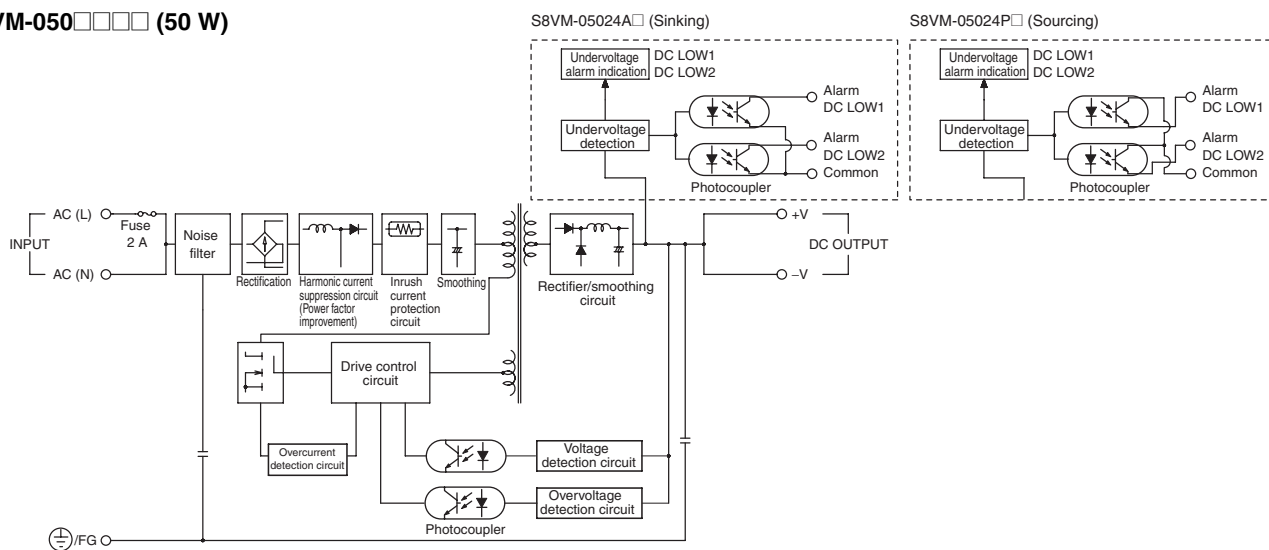 VM-050□□□□ (50 W)
S8VM-05024A□ (Sinking)
Undervoltage
alarm indication
DC LOW1
DC LOW2
Undervoltage
detection
Alarm
DC LOW1
Alarm
DC LOW2
Common
Photocoupler
S8VM-05024P□ (Sourcing)
Undervoltage
alarm indication
DC LOW1
DC LOW2
Undervoltage
detection
Alarm
DC LOW1
Alarm
DC LOW2
Common
Photocoupler
INPUT
AC (L)
AC (N)
Fuse
2 A
Noise
filter
Rectification
Harmonic current
suppression circuit
(Power factor
improvement)
Inrush
current
protection
circuit
Smoothing
Rectifier/smoothing
circuit
+V
DC OUTPUT
–V
Drive control
circuit
Overcurrent
detection circuit
Voltage
detection circuit
Overvoltage
detection circuit
Photocoupler
/FG